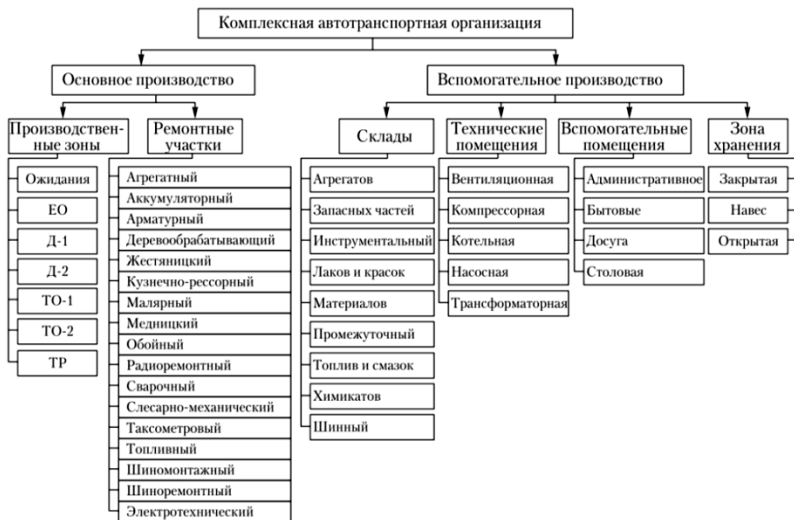 Комплексная автотранспортная организация
Основное производство
Вспомогательное производство
Производствен-
ные зоны
Ремонтные
участки
Склады
Технические
помещения
Вспомогательные
помещения
Зона
хранения
Ожидания
ЕО
Д-1
Д-2
ТО-1
ТО-2
ТР
Агрегатный
Аккумуляторный
Арматурный
Деревообрабатывающий
Жестяницкий
Кузнечно-рессорный
Малярный
Медницкий
Обойный
Радиоремонтный
Сварочный
Слесарно-механический
Таксометровый
Топливный
Шиномонтажный
Шиноремонтный
Электротехнический
Агрегатов
Запасных частей
Инструментальный
Лаков и красок
Материалов
Промежуточный
Топлив и смазок
Химикатов
Шинный
Вентиляционная
Компрессорная
Котельная
Насосная
Трансформаторная
Административное
Бытовые
Досуга
Столовая
Закрытая
Навес
Открытая